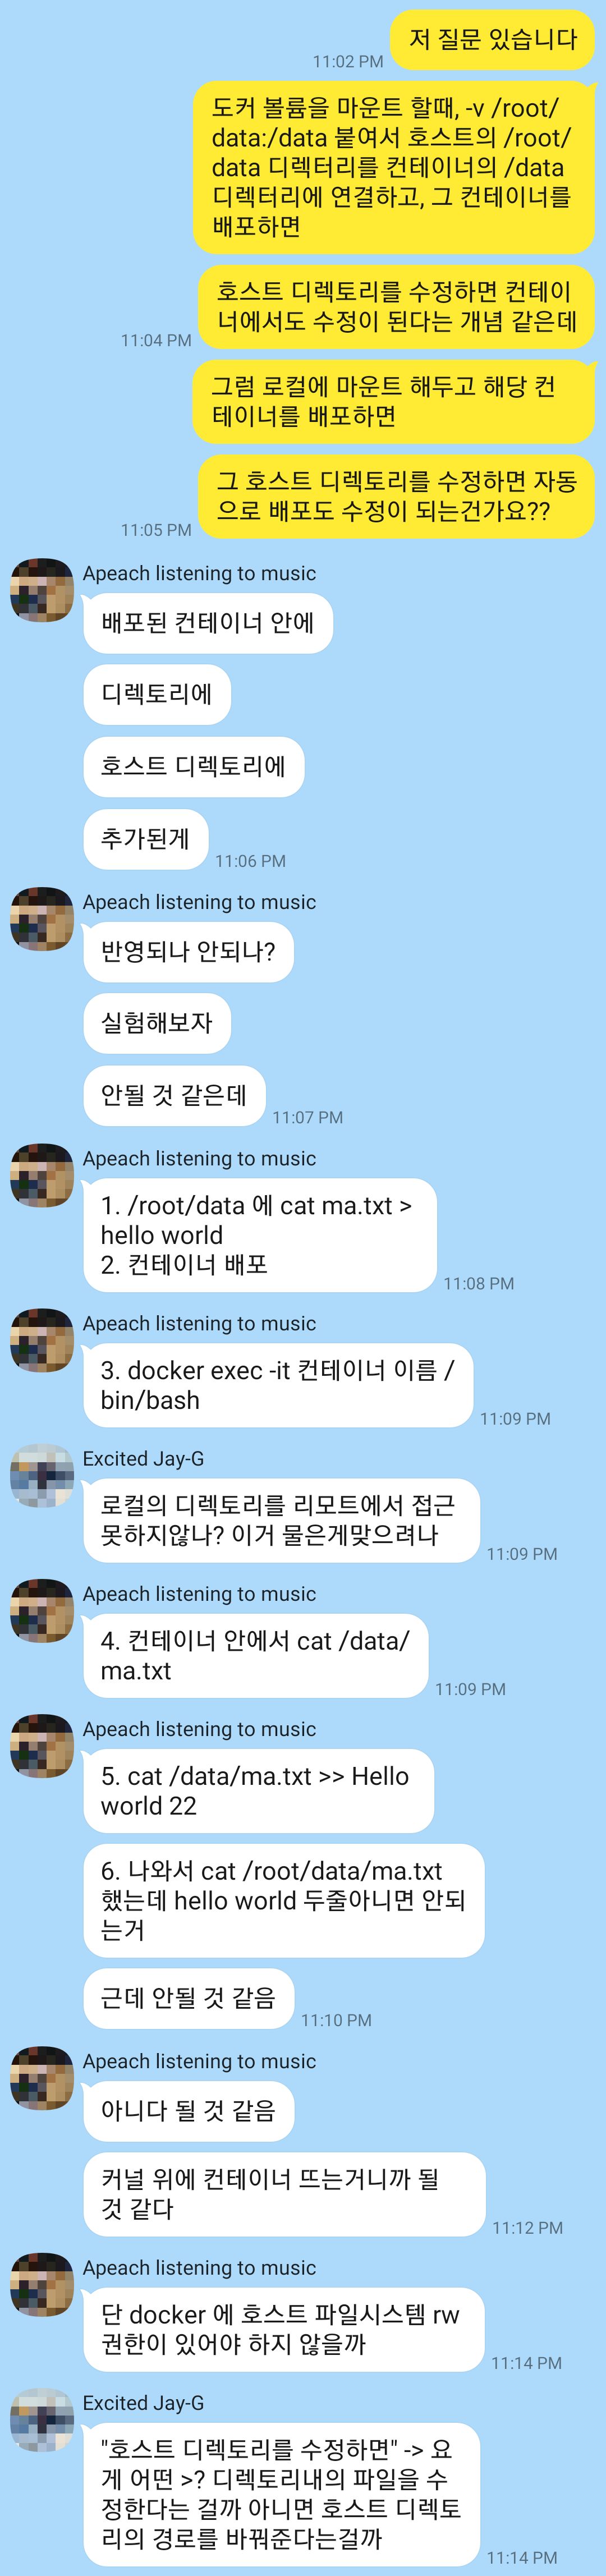 저 질문 있습니다
11:02 PM
도커 볼륨을 마운트 할때, -v /root/
data:/data 붙여서 호스트의 /root/
data 디렉터리를 컨테이너의 /data
디렉터리에 연결하고, 그 컨테이너를
배포하면
호스트 디렉토리를 수정하면 컨테이
너에서도 수정이 된다는 개념 같은데
11:04 PM
그럼 로컬에 마운트 해두고 해당 컨
테이너를 배포하면
그 호스트 디렉토리를 수정하면 자동
으로 배포도 수정이 되는건가요??
11:05 PM
Apeach listening to music
배포된 컨테이너 안에
디렉토리에
호스트 디렉토리에
추가된게
11:06 PM
Apeach listening to music
반영되나 안되나?
실험해보자
안될 것 같은데
11:07 PM
Apeach listening to music
1. /root/data 에 cat ma.txt >
hello world
2. 컨테이너 배포
11:08 PM
Apeach listening to music
3. docker exec -it 컨테이너 이름 /
bin/bash
11:09 PM
Excited Jay-G
로컬의 디렉토리를 리모트에서 접근
못하지않나? 이거 물은게맞으려나
11:09 PM
Apeach listening to music
4. 컨테이너 안에서 cat /data/
ma.txt
11:09 PM
Apeach listening to music
5. cat /data/ma.txt >> Hello
world 22
6. 나와서 cat /root/data/ma.txt
했는데 hello world 두줄아니면 안되
는거
근데 안될 것 같음
11:10 PM
Apeach listening to music
아니다 될 것 같음
커널 위에 컨테이너 뜨는거니까 될
것 같다
11:12 PM
Apeach listening to music
단 docker 에 호스트 파일시스템 rw
권한이 있어야 하지 않을까
11:14 PM
Excited Jay-G
"호스트 디렉토리를 수정하면" -> 요
게 어떤 >? 디렉토리내의 파일을 수
정한다는 걸까 아니면 호스트 디렉토
리의 경로를 바꿔준다는걸까
11:14 PM